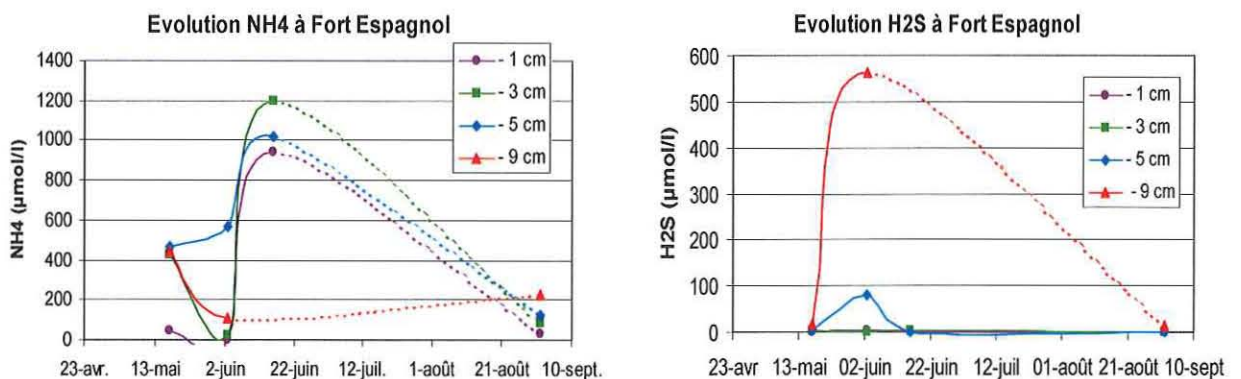 Evolution NH4 à Fort Espagnol
1400
1200
1000
800
600
400
200
0
NH4 (µmol/l)
- 1 cm
- 3 cm
- 5 cm
- 9 cm
23-avr. 13-mai 2-juin 22-juin 12-juil. 1-août 21-août 10-sept.
Evolution H2S à Fort Espagnol
600
500
400
300
200
100
0
H2S (µmol/l)
- 1 cm
- 3 cm
- 5 cm
- 9 cm
23-avr 13-mai 02-juin 22-juin 12-juil 01-août 21-août 10-sept